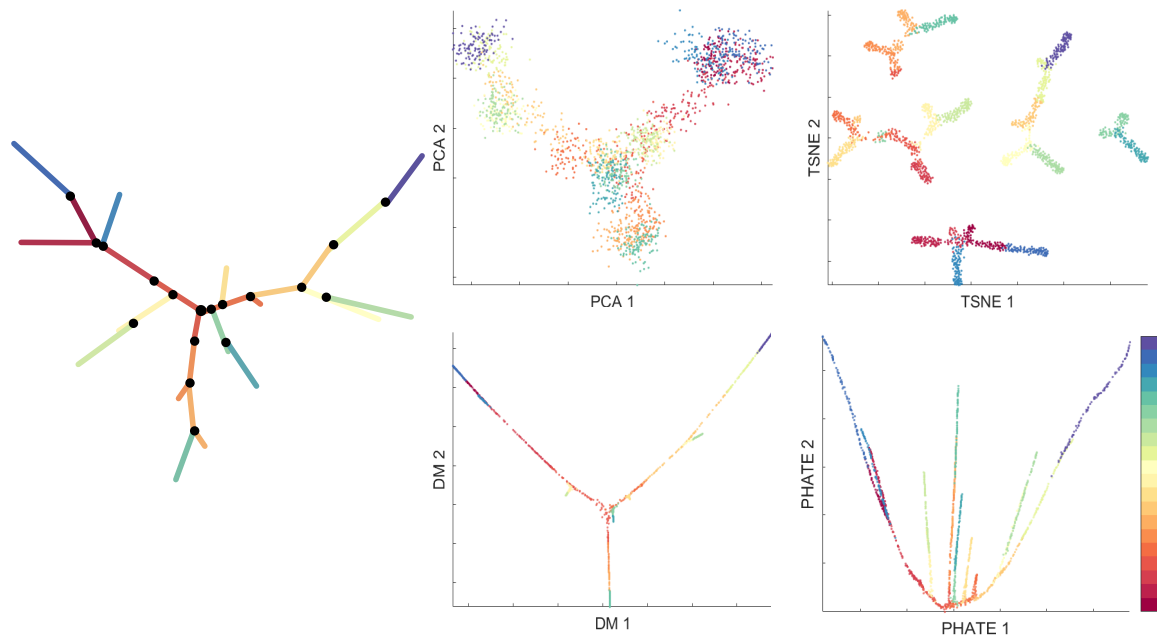 PCA 2
PCA 1
TSNE 2
TSNE 1
DM 2
DM 1
PHATE 2
PHATE 1